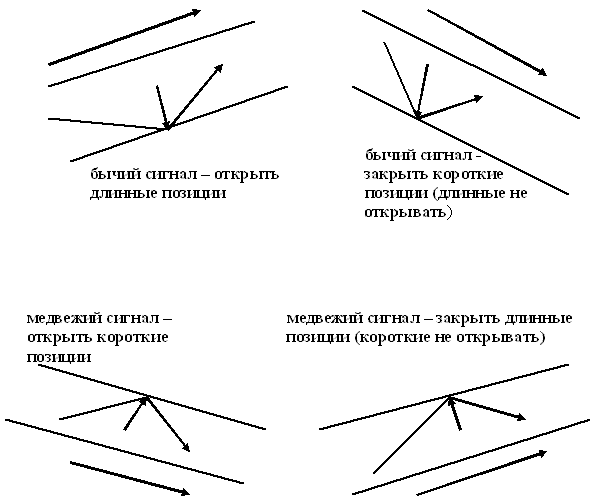 бычий сигнал – открыть
длинные позиции
бычий сигнал -
закрыть короткие
позиции (длинные не
открывать)
медвежий сигнал –
открыть короткие
позиции
медвежий сигнал – закрыть длинные
позиции (короткие не открывать)